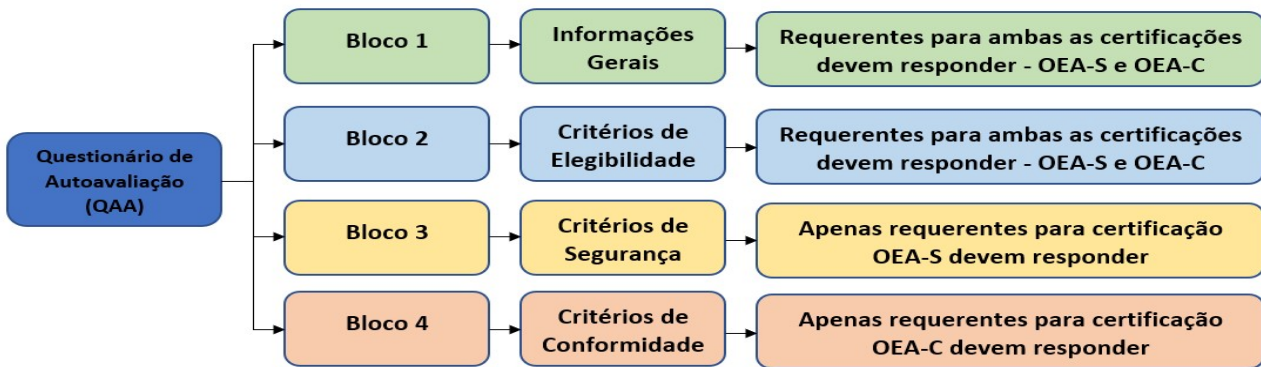 Questionário de
Autoavaliação
(QAA)
Bloco 1
Informações
Gerais
Requerentes para ambas as certificações
devem responder - OEA-S e OEA-C
Bloco 2
Critérios de
Elegibilidade
Requerentes para ambas as certificações
devem responder - OEA-S e OEA-C
Bloco 3
Critérios de
Segurança
Apenas requerentes para certificação
OEA-S devem responder
Bloco 4
Critérios de
Conformidade
Apenas requerentes para certificação
OEA-C devem responder